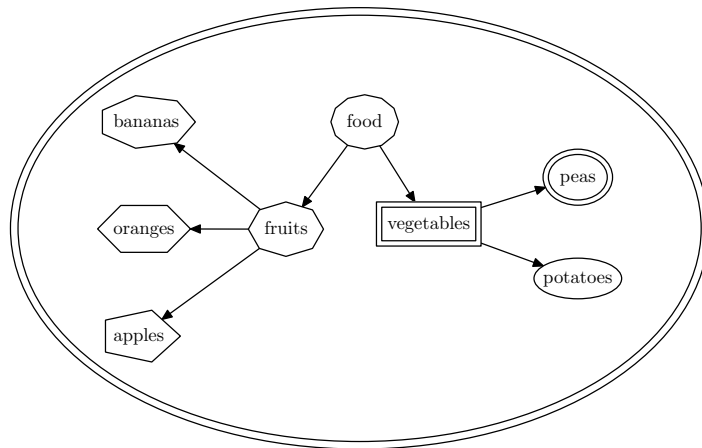 bananas
food
peas
oranges
fruits
vegetables
potatoes
apples